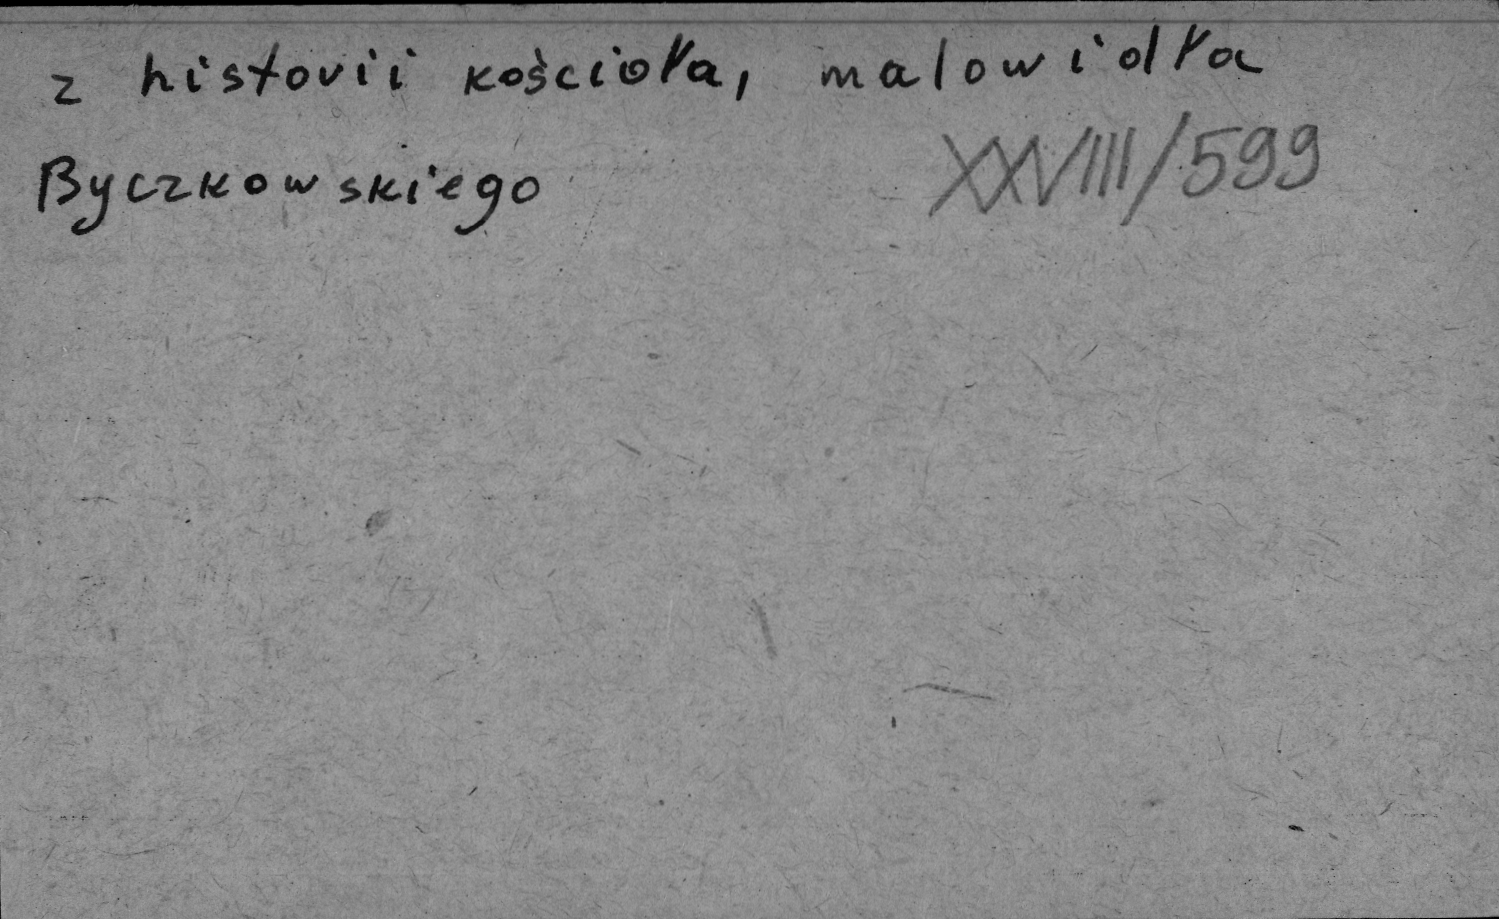 z historii kościoła, malowidła
Byczkowskiego
XXVIII/599